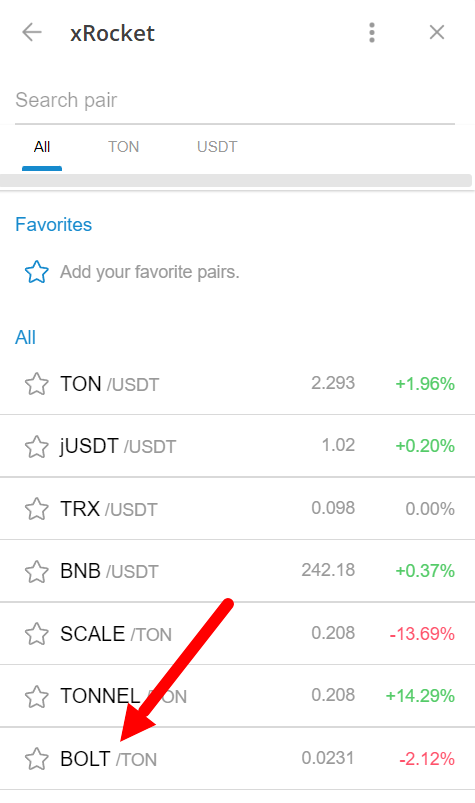 xRocket
Search pair
All TON USDT
Favorites
Add your favorite pairs.
All
TON /USDT 2.293 +1.96%
jUSDT /USDT 1.02 +0.20%
TRX /USDT 0.098 0.00%
BNB /USDT 242.18 +0.37%
SCALE /TON 0.208 -13.69%
TONNEL /TON 0.208 +14.29%
BOLT /TON 0.0231 -2.12%